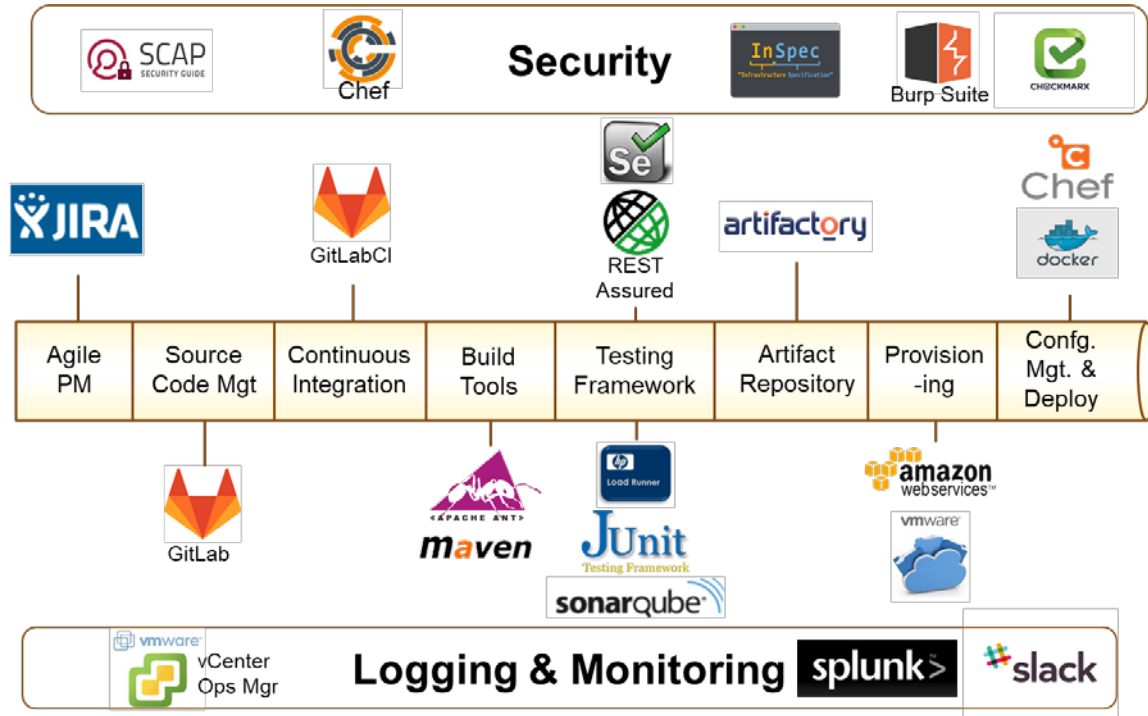 SCAP
SECURITY GUIDE
Chef
Security
InSpec
"Infrastructure Specification"
Burp Suite
CHECKMARX
JIRA
GitLabCI
Se
REST
Assured
artifactory
Chef
docker
Agile
PM
Source
Code Mgt
Continuous
Integration
Build
Tools
Testing
Framework
Artifact
Repository
Provision
-ing
Confg.
Mgt. &
Deploy
GitLab
<APACHE ANT>
maven
hp
Load Runner
JUnit
Testing Framework
sonarqube
amazon
webservices™
vmware
vmware
vCenter
Ops Mgr
Logging & Monitoring
splunk>
slack